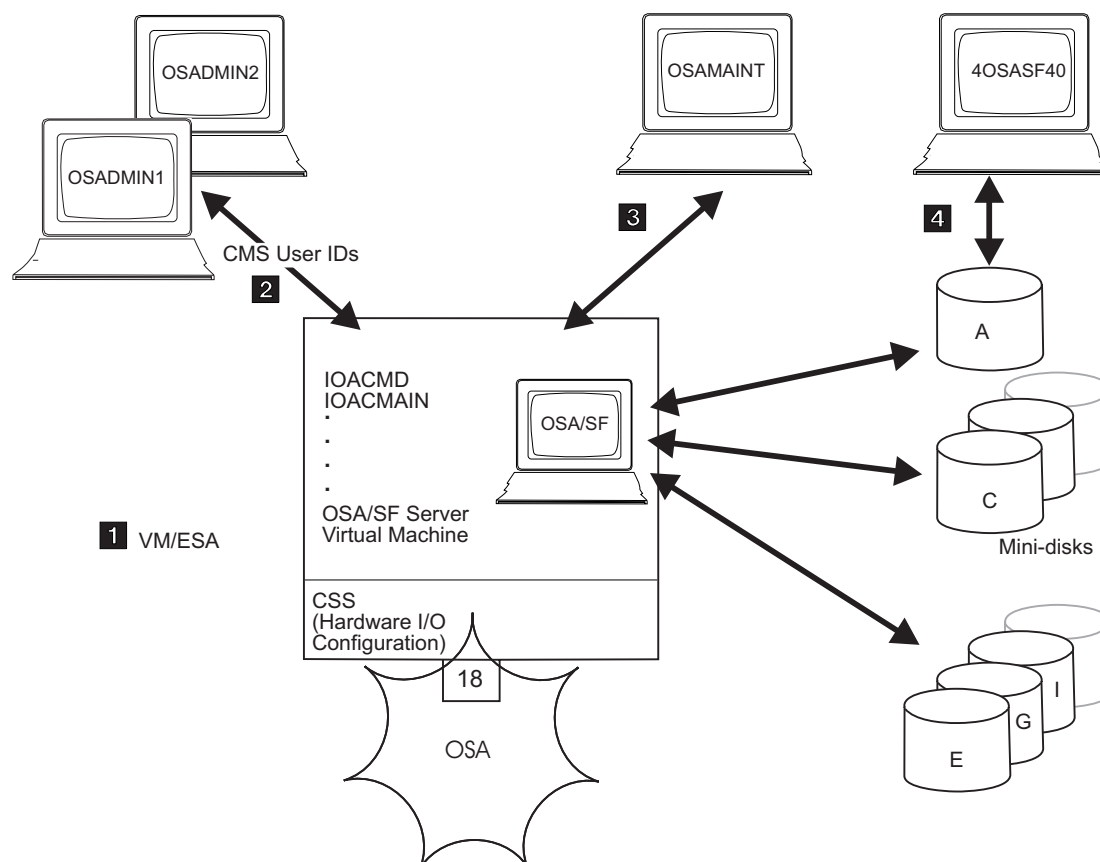 OSADMIN2
OSAMAINT
4OSASF40
OSADMIN1
3
4
CMS User IDs
2
A
IOACMD
IOACMAIN
.
.
.
.
OSA/SF
C
OSA/SF Server
Virtual Machine
1 VM/ESA
Mini-disks
CSS
(Hardware I/O
Configuration)
18
I
G
E
OSA